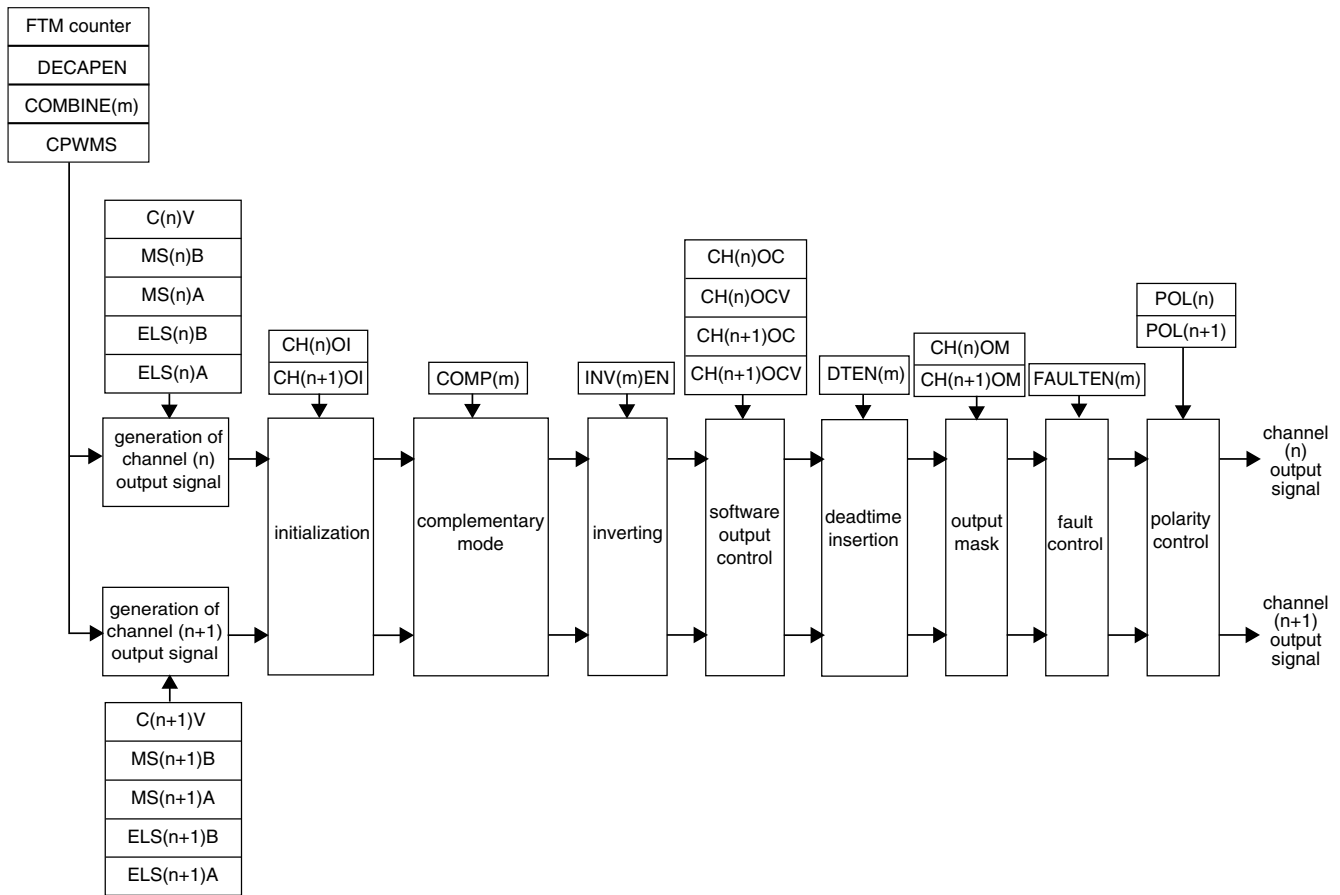 FTM counter
DECAPEN
COMBINE(m)
CPWMS
C(n)V
MS(n)B
MS(n)A
ELS(n)B
ELS(n)A
CH(n)OI
CH(n+1)OI
COMP(m)
INV(m)EN
CH(n)OC
CH(n)OCV
CH(n+1)OC
CH(n+1)OCV
DTEN(m)
CH(n)OM
CH(n+1)OM
FAULTEN(m)
POL(n)
POL(n+1)
generation of
channel (n)
output signal
initialization
complementary
mode
inverting
software
output
control
deadtime
insertion
output
mask
fault
control
polarity
control
channel
(n)
output
signal
generation of
channel (n+1)
output signal
channel
(n+1)
output
signal
C(n+1)V
MS(n+1)B
MS(n+1)A
ELS(n+1)B
ELS(n+1)A